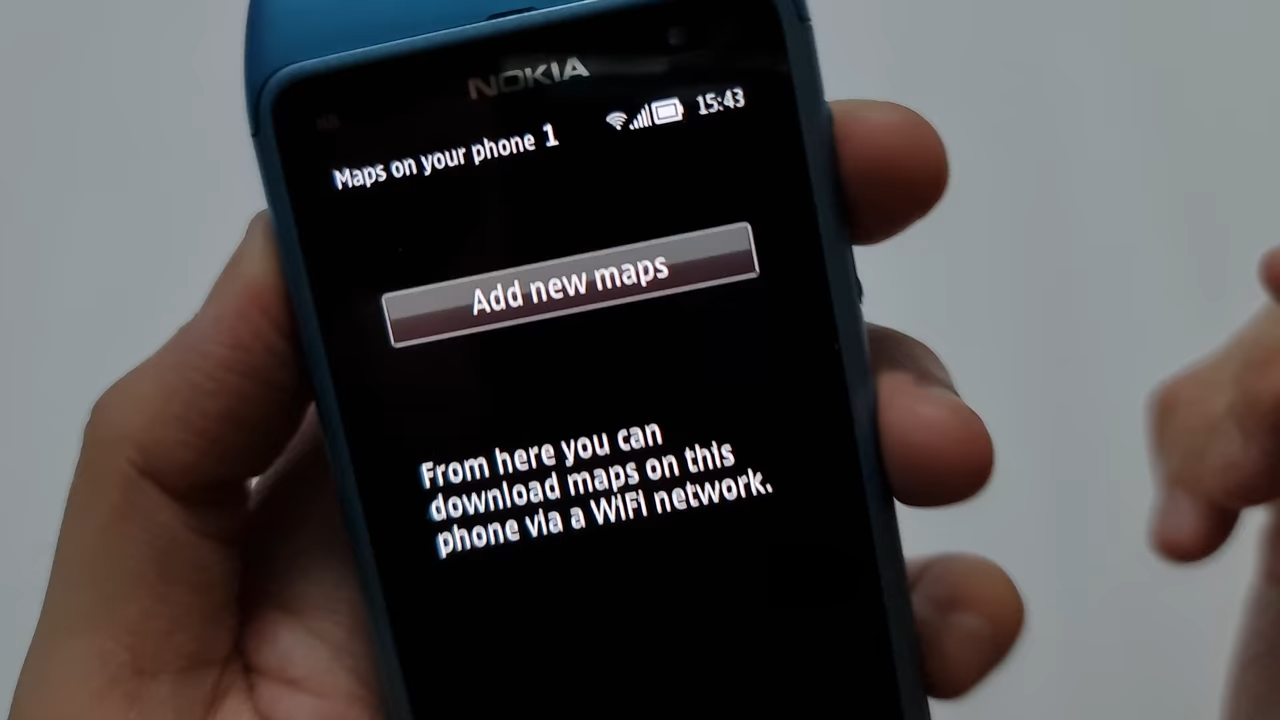 NOKIA
15:43
Maps on your phone 1
Add new maps
From here you can
download maps on this
phone via a WiFi network.